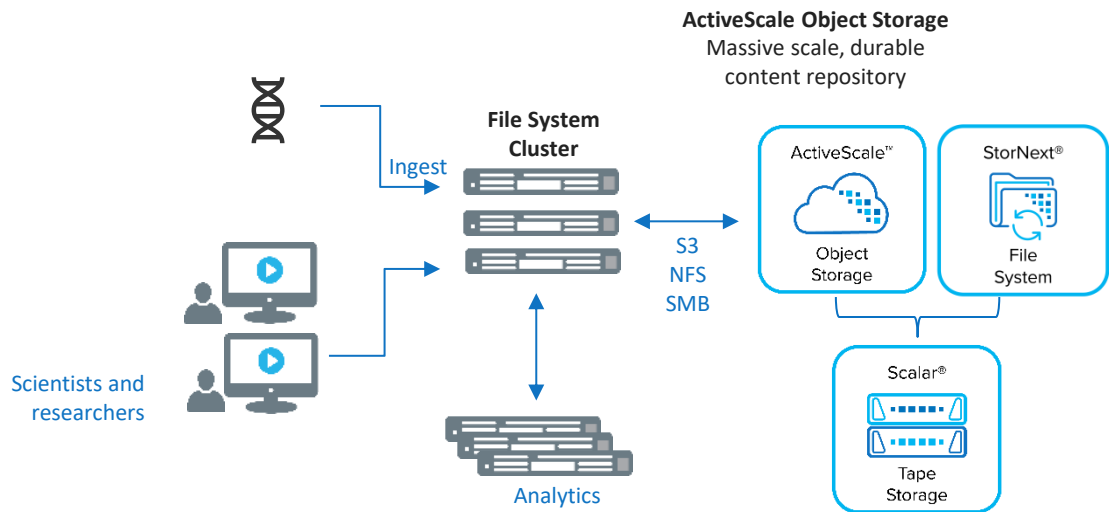 ActiveScale Object Storage
Massive scale, durable
content repository
File System
Cluster
Ingest
ActiveScale™
Object
Storage
StorNext®
File
System
S3
NFS
SMB
Scientists and
researchers
Scalar®
Tape
Storage
Analytics